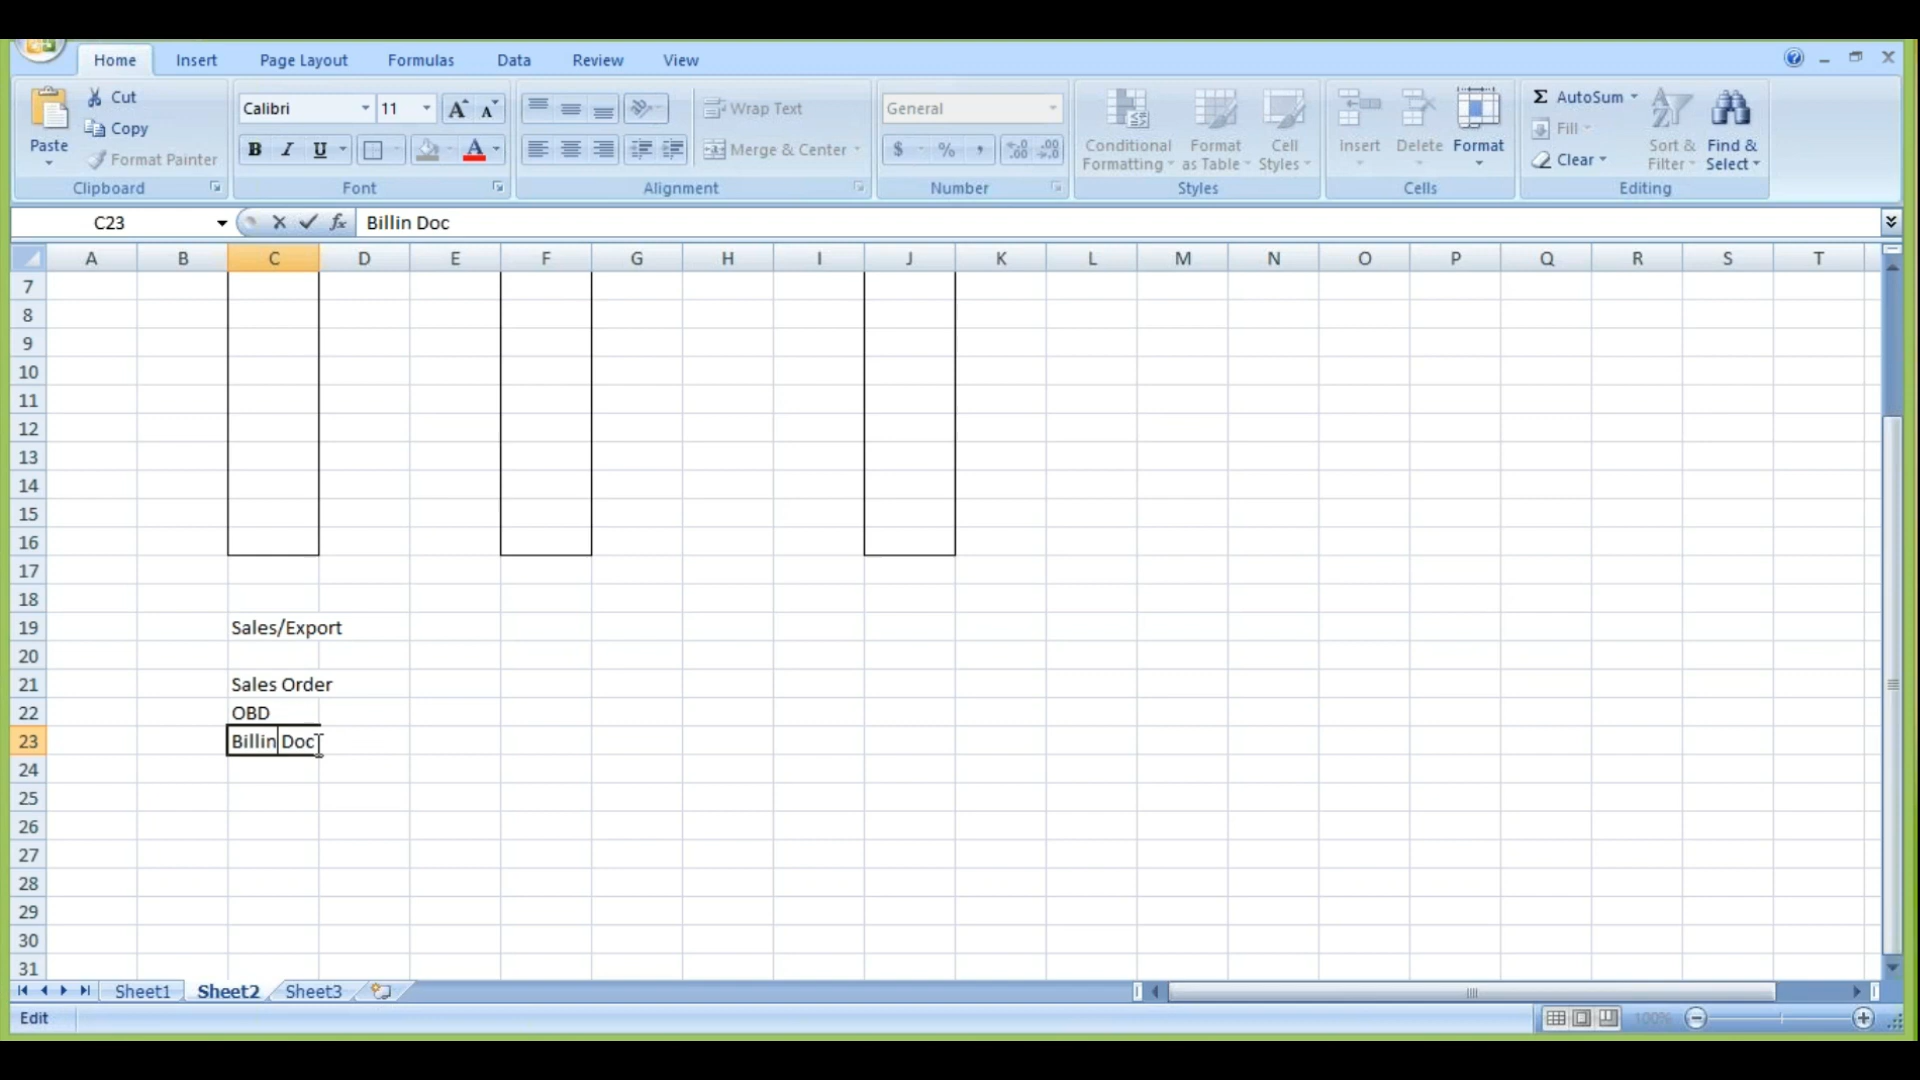 Home Insert Page Layout Formulas Data Review View
Cut
Copy
Format Painter
Paste
Clipboard
Calibri 11
B I U
Font
Wrap Text
Merge & Center
Alignment
General
$ % ,
Number
Conditional Formatting
Format as Table
Cell Styles
Styles
Insert
Delete
Format
Cells
Σ AutoSum
Fill
Clear
Sort & Filter
Find & Select
Editing
C23 fx Billin Doc
A B C D E F G H I J K L M N O P Q R S T
7
8
9
10
11
12
13
14
15
16
17
18
19 Sales/Export
20
21 Sales Order
22 OBD
23 Billin Doc
24
25
26
27
28
29
30
31
Sheet1 Sheet2 Sheet3
Edit 100%